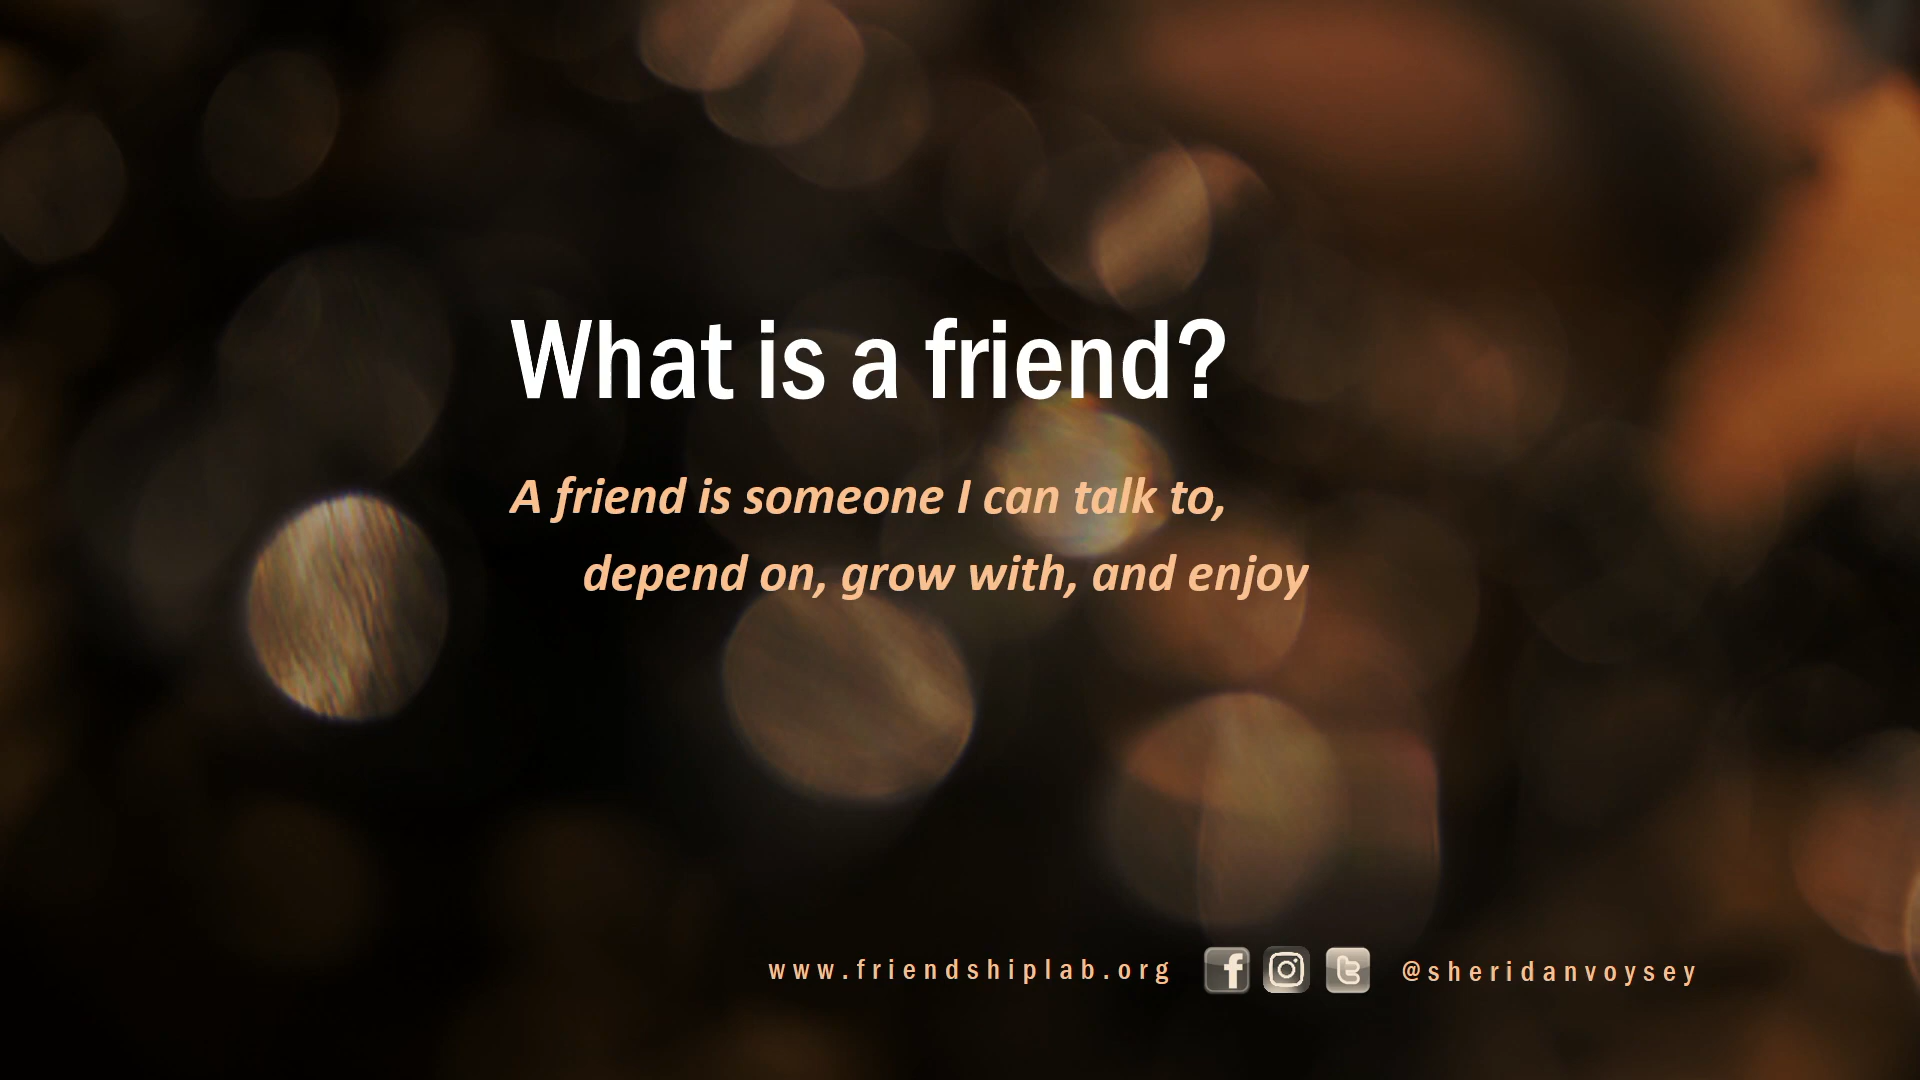 What is a friend?
A friend is someone I can talk to,
depend on, grow with, and enjoy
www.friendshiplab.org @sheridanvoysey